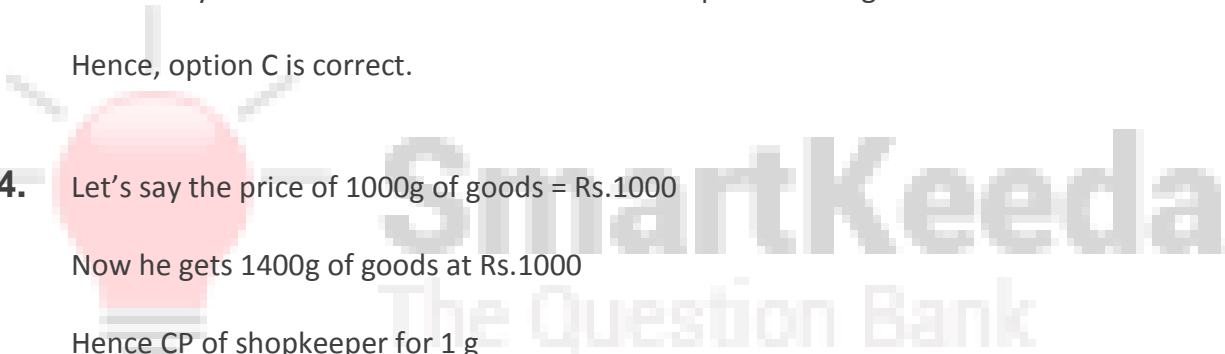 Hence, option C is correct.
4. Let's say the price of 1000g of goods = Rs.1000
SmartKeeda
Now he gets 1400g of goods at Rs.1000
The Question Bank
Hence CP of shopkeeper for 1 g